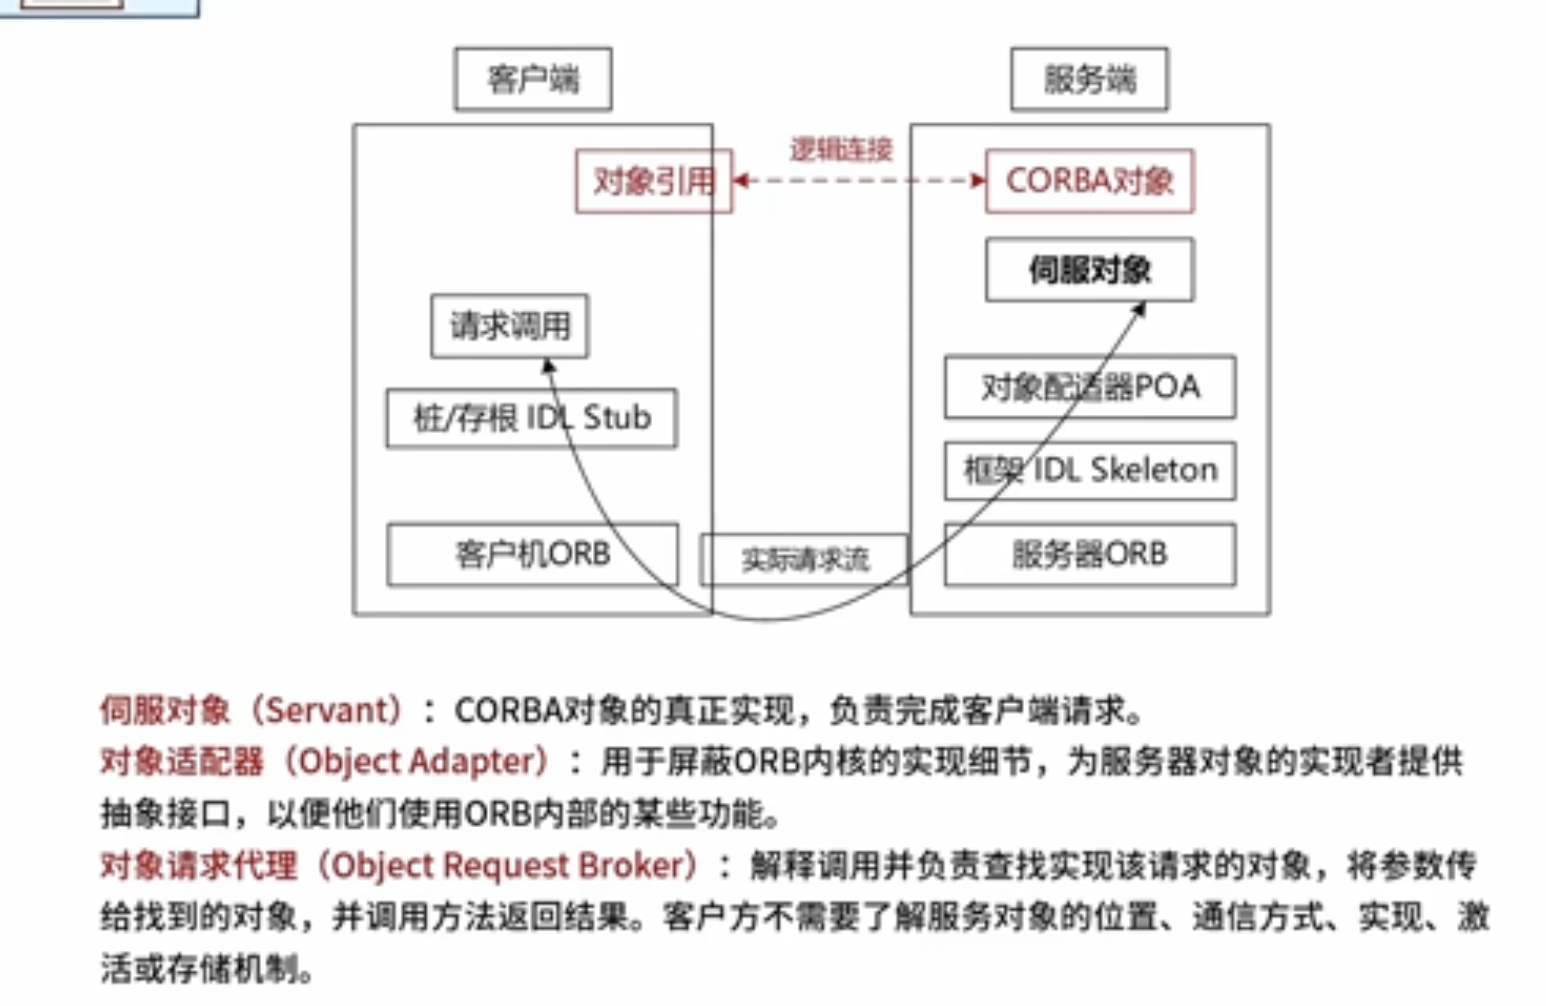 客户端
服务端
逻辑连接
对象引用
CORBA对象
伺服对象
请求调用
对象配适器POA
桩/存根 IDL Stub
框架 IDL Skeleton
客户机ORB
实际请求流
服务器ORB
伺服对象（Servant）：CORBA对象的真正实现，负责完成客户端请求。
对象适配器（Object Adapter）：用于屏蔽ORB内核的实现细节，为服务器对象的实现者提供
抽象接口，以便他们使用ORB内部的某些功能。
对象请求代理（Object Request Broker）：解释调用并负责查找实现该请求的对象，将参数传
给找到的对象，并调用方法返回结果。客户方不需要了解服务对象的位置、通信方式、实现、激
活或存储机制。